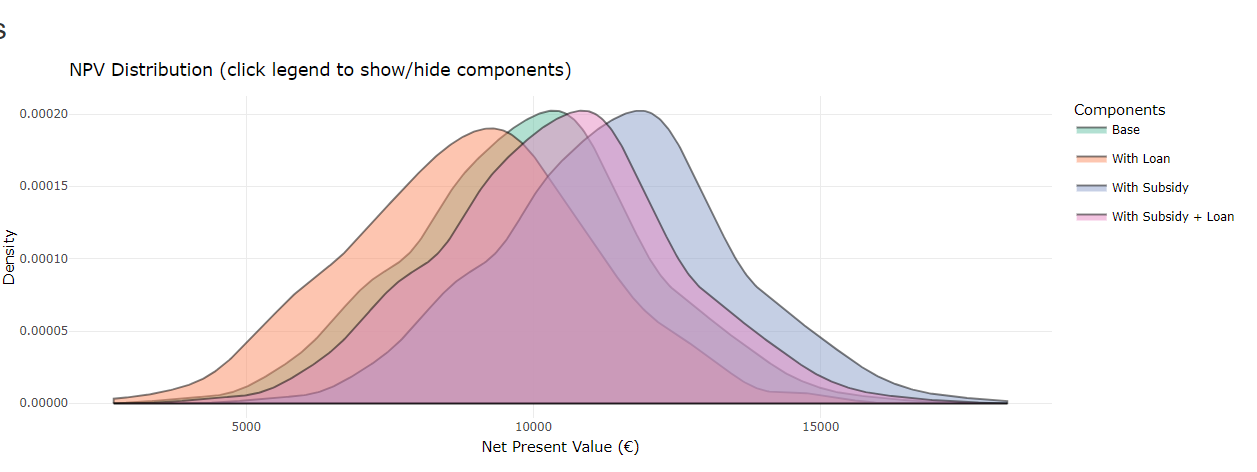 s
NPV Distribution (click legend to show/hide components)
Components
Base
With Loan
With Subsidy
With Subsidy + Loan
0.00020
0.00015
0.00010
0.00005
0.00000
Density
5000 10000 15000
Net Present Value (€)